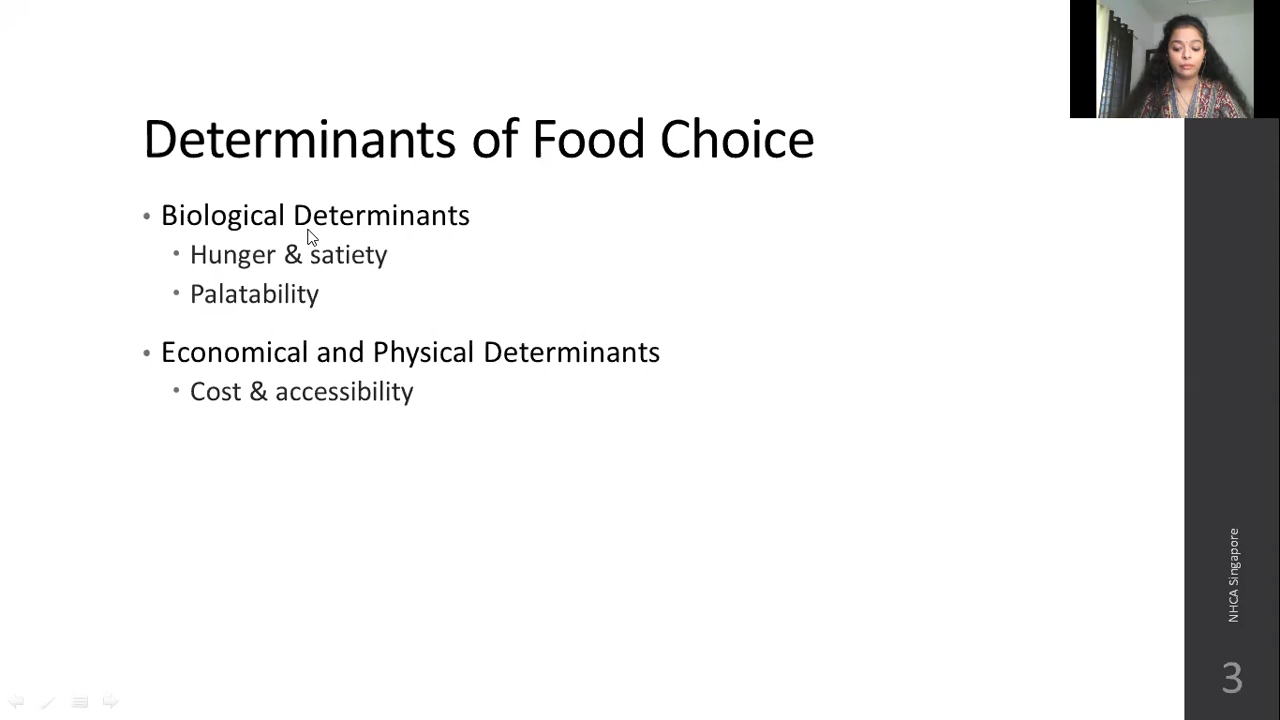 Determinants of Food Choice
• Biological Determinants
• Hunger & satiety
• Palatability
• Economical and Physical Determinants
• Cost & accessibility
NHCA Singapore
3